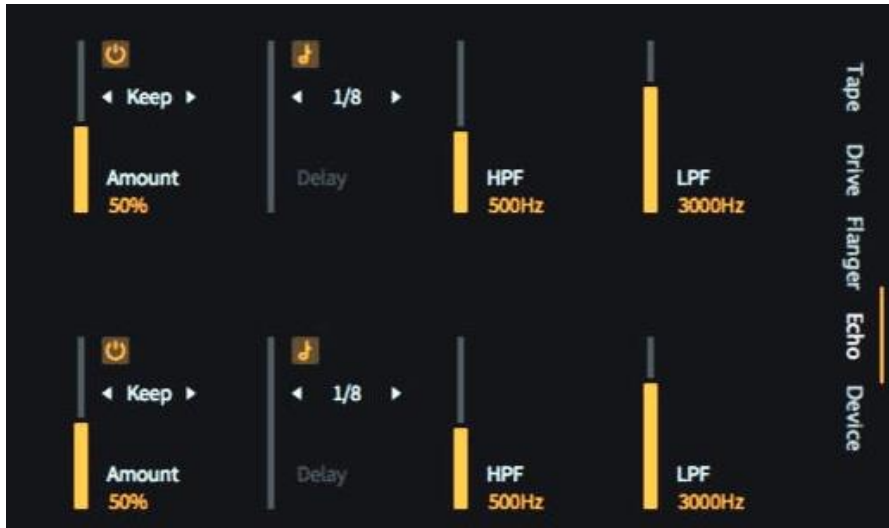 Keep
1/8
Amount
50%
Delay
HPF
500Hz
LPF
3000Hz
Keep
1/8
Amount
50%
Delay
HPF
500Hz
LPF
3000Hz
Tape
Drive
Flanger
Echo
Device